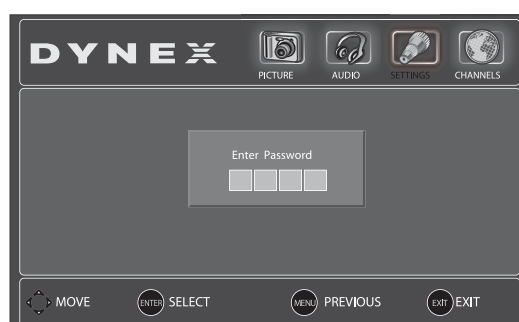 DYNEX
PICTURE AUDIO SETTINGS CHANNELS
Enter Password
MOVE ENTER SELECT MENU PREVIOUS EXIT EXIT